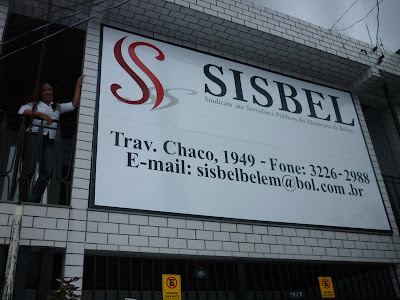 SISBEL
Sindicato dos Servidores Públicos do Município de Belém
Trav. Chaco, 1949 - Fone: 3226-2988
E-mail: sisbelbelem@bol.com.br
E
E